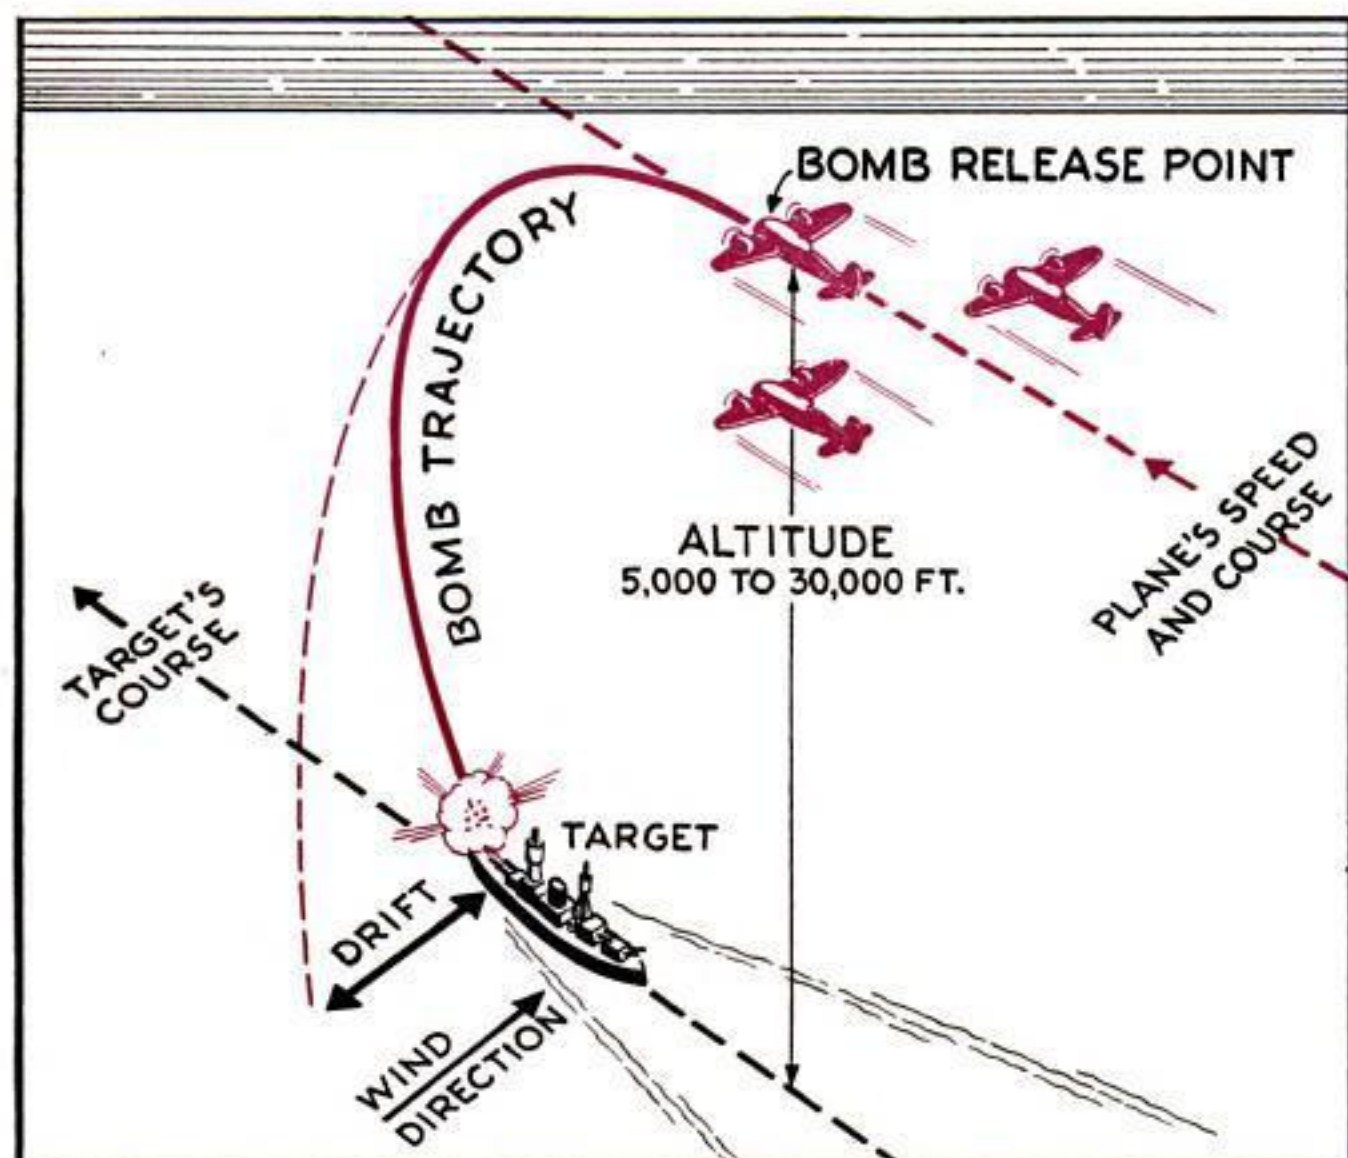 BOMB RELEASE POINT
BOMB TRAJECTORY
ALTITUDE
5,000 TO 30,000 FT.
PLANE'S SPEED
AND COURSE
TARGET'S
COURSE
TARGET
DRIFT
WIND
DIRECTION